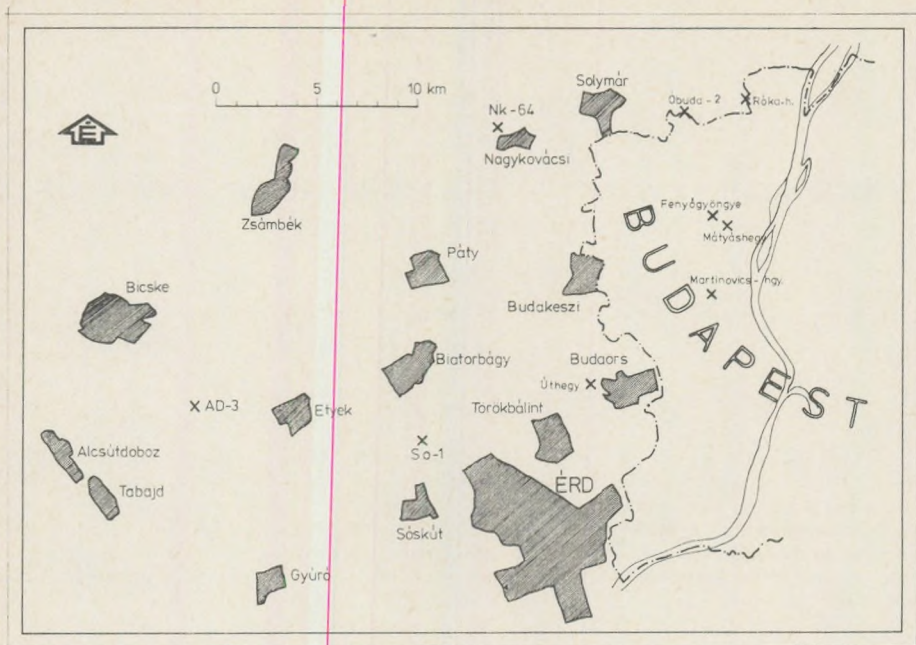 0 5 10 km
É
Solymár
Nk-64
Óbuda-2
Róka-h.
Nagykovácsi
Zsámbék
Fenyőgyöngye
Mátyáshegy
Páty
Martinovics-hgy.
Bicske
Budakeszi
BUDAPEST
Biatorbágy
Budaörs
Úthegy
AD-3
Etyek
Törökbálint
Alcsútdoboz
Só-1
Tabajd
ÉRD
Sóskút
Gyúró